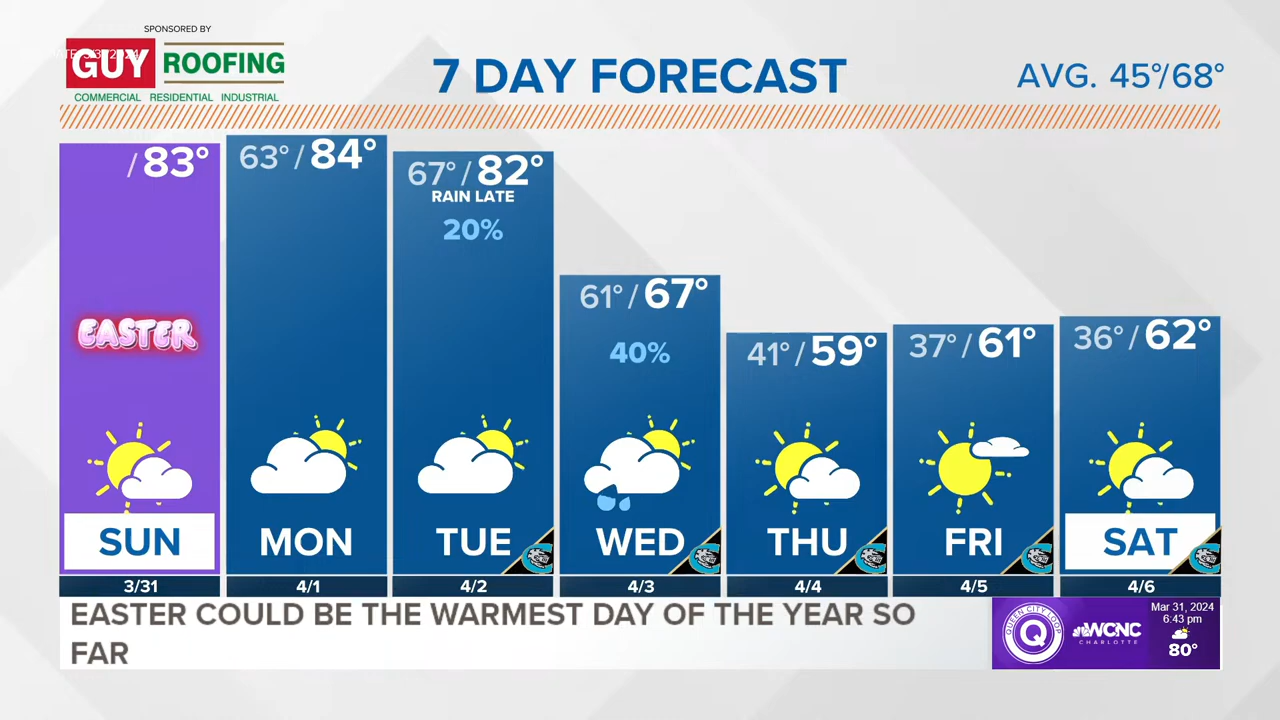 SPONSORED BY
GUY ROOFING
COMMERCIAL RESIDENTIAL INDUSTRIAL
7 DAY FORECAST
AVG. 45°/68°
/83°
63°/84°
67°/82°
RAIN LATE
20%
61°/67°
40%
41°/59°
37°/61°
36°/62°
EASTER
SUN MON TUE WED THU FRI SAT
3/31 4/1 4/2 4/3 4/4 4/5 4/6
EASTER COULD BE THE WARMEST DAY OF THE YEAR SO
FAR
QUEEN CITY
Q
WCNC
CHARLOTTE
Mar 31, 2024
6:43 pm
80°